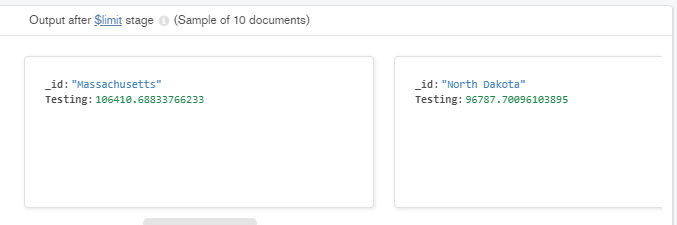 Output after $limit stage (Sample of 10 documents)
_id: "Massachusetts"
Testing: 106410.68833766233
_id: "North Dakota"
Testing: 96787.70096103895